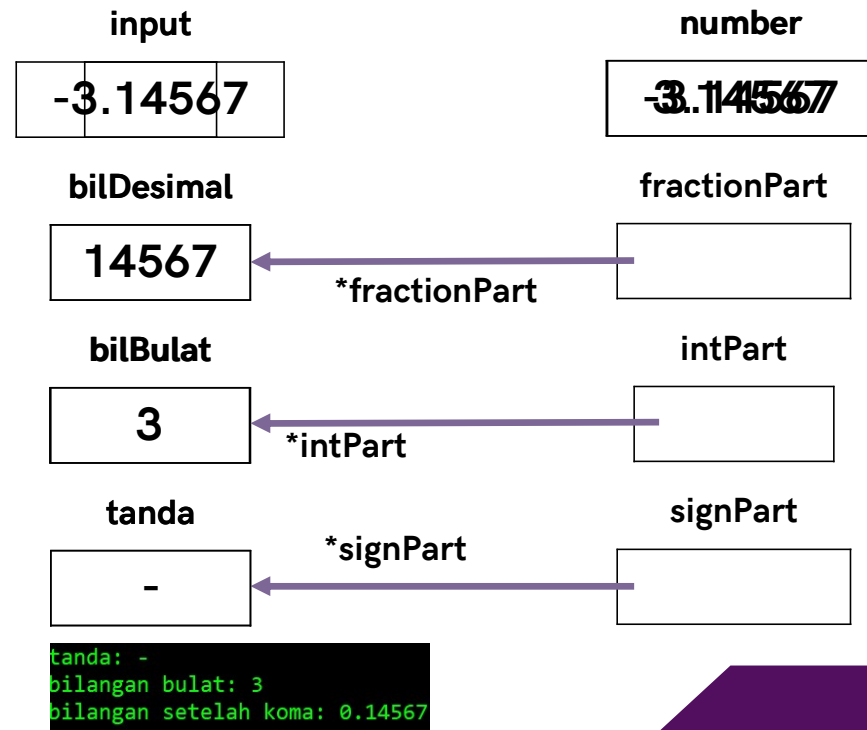 input
number
-3.14567
-3.14567
bilDesimal
fractionPart
14567
*fractionPart
bilBulat
intPart
3
*intPart
tanda
signPart
*signPart
-
tanda: -
bilangan bulat: 3
bilangan setelah koma: 0.14567